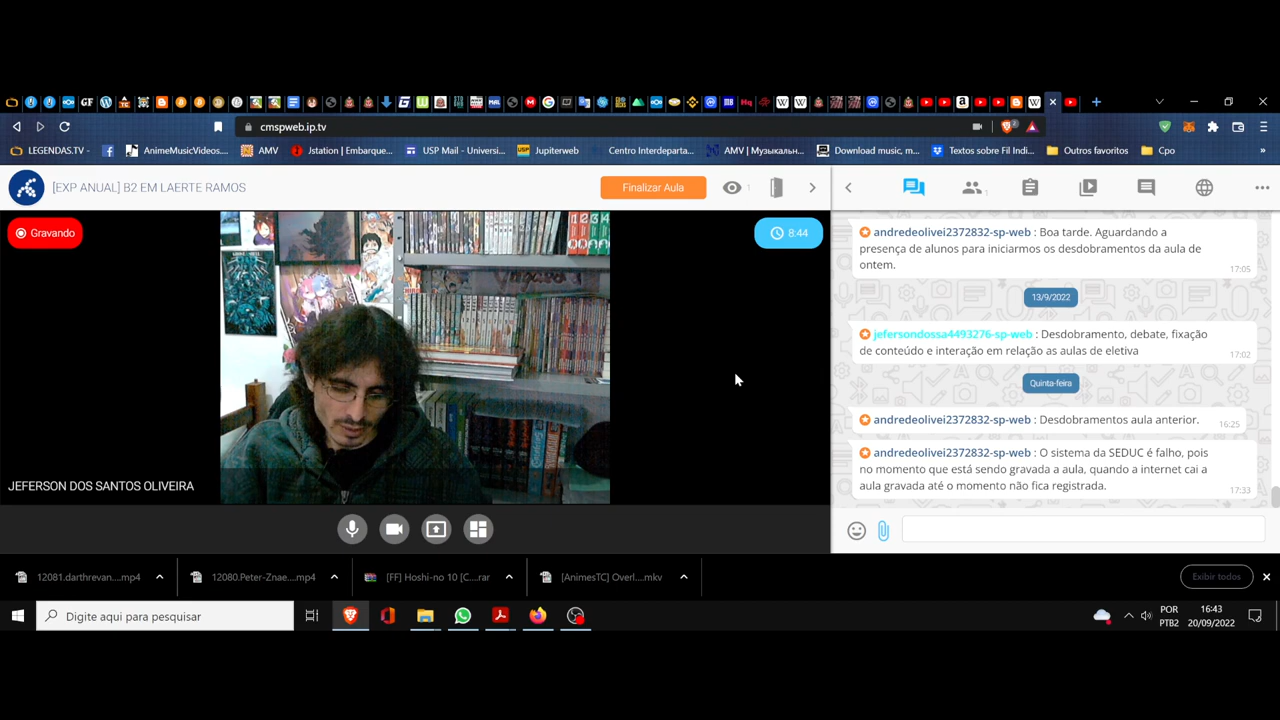 cmspweb.ip.tv
LEGENDAS.TV
AnimeMusicVideos...
AMV
Jstation | Embarque...
USP Mail - Universi...
Jupiterweb
Centro Interdeparta...
AMV | Музыкальн...
Download music, m...
Textos sobre Fil Indi...
Outros favoritos
Cpo
[EXP ANUAL] B2 EM LAERTE RAMOS
Finalizar Aula
1
1
Gravando
8:44
JEFERSON DOS SANTOS OLIVEIRA
andredeolivei2372832-sp-web : Boa tarde. Aguardando a
presença de alunos para iniciarmos os desdobramentos da aula de
ontem.
17:05
13/9/2022
jefersondossa4493276-sp-web : Desdobramento, debate, fixação
de conteúdo e interação em relação as aulas de eletiva
17:02
Quinta-feira
andredeolivei2372832-sp-web : Desdobramentos aula anterior.
16:25
andredeolivei2372832-sp-web : O sistema da SEDUC é falho, pois
no momento que está sendo gravada a aula, quando a internet cai a
aula gravada até o momento não fica registrada.
17:33
12081.darthrevan....mp4
12080.Peter-Znae....mp4
[FF] Hoshi-no 10 [C....rar
[AnimesTC] Overl....mkv
Exibir todos
Digite aqui para pesquisar
POR
PTB2
16:43
20/09/2022